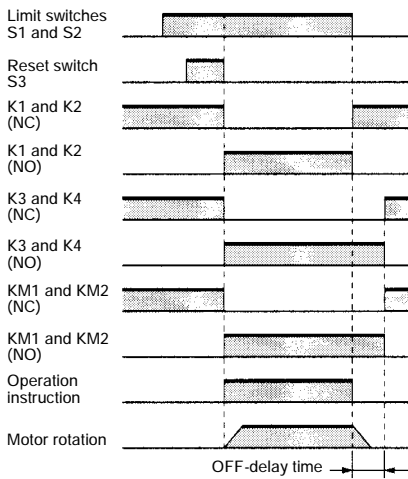 Limit switches
S1 and S2
Reset switch
S3
K1 and K2
(NC)
K1 and K2
(NO)
K3 and K4
(NC)
K3 and K4
(NO)
KM1 and KM2
(NC)
KM1 and KM2
(NO)
Operation
instruction
Motor rotation
OFF-delay time